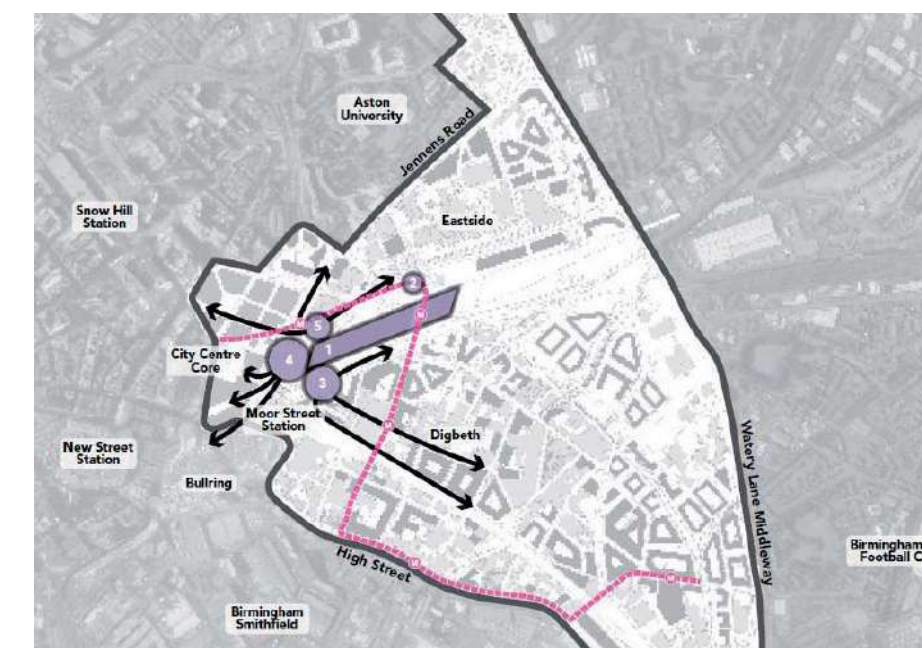 Aston
University
Jennens Road
Snow Hill
Station
Eastside
2
M
5
M
City Centre
Core
4
1
3
Moor Street
Station
M
Digbeth
New Street
Station
Bullring
Watery Lane Middleway
High Street
M
M
Birmingham
Football C
Birmingham
Smithfield